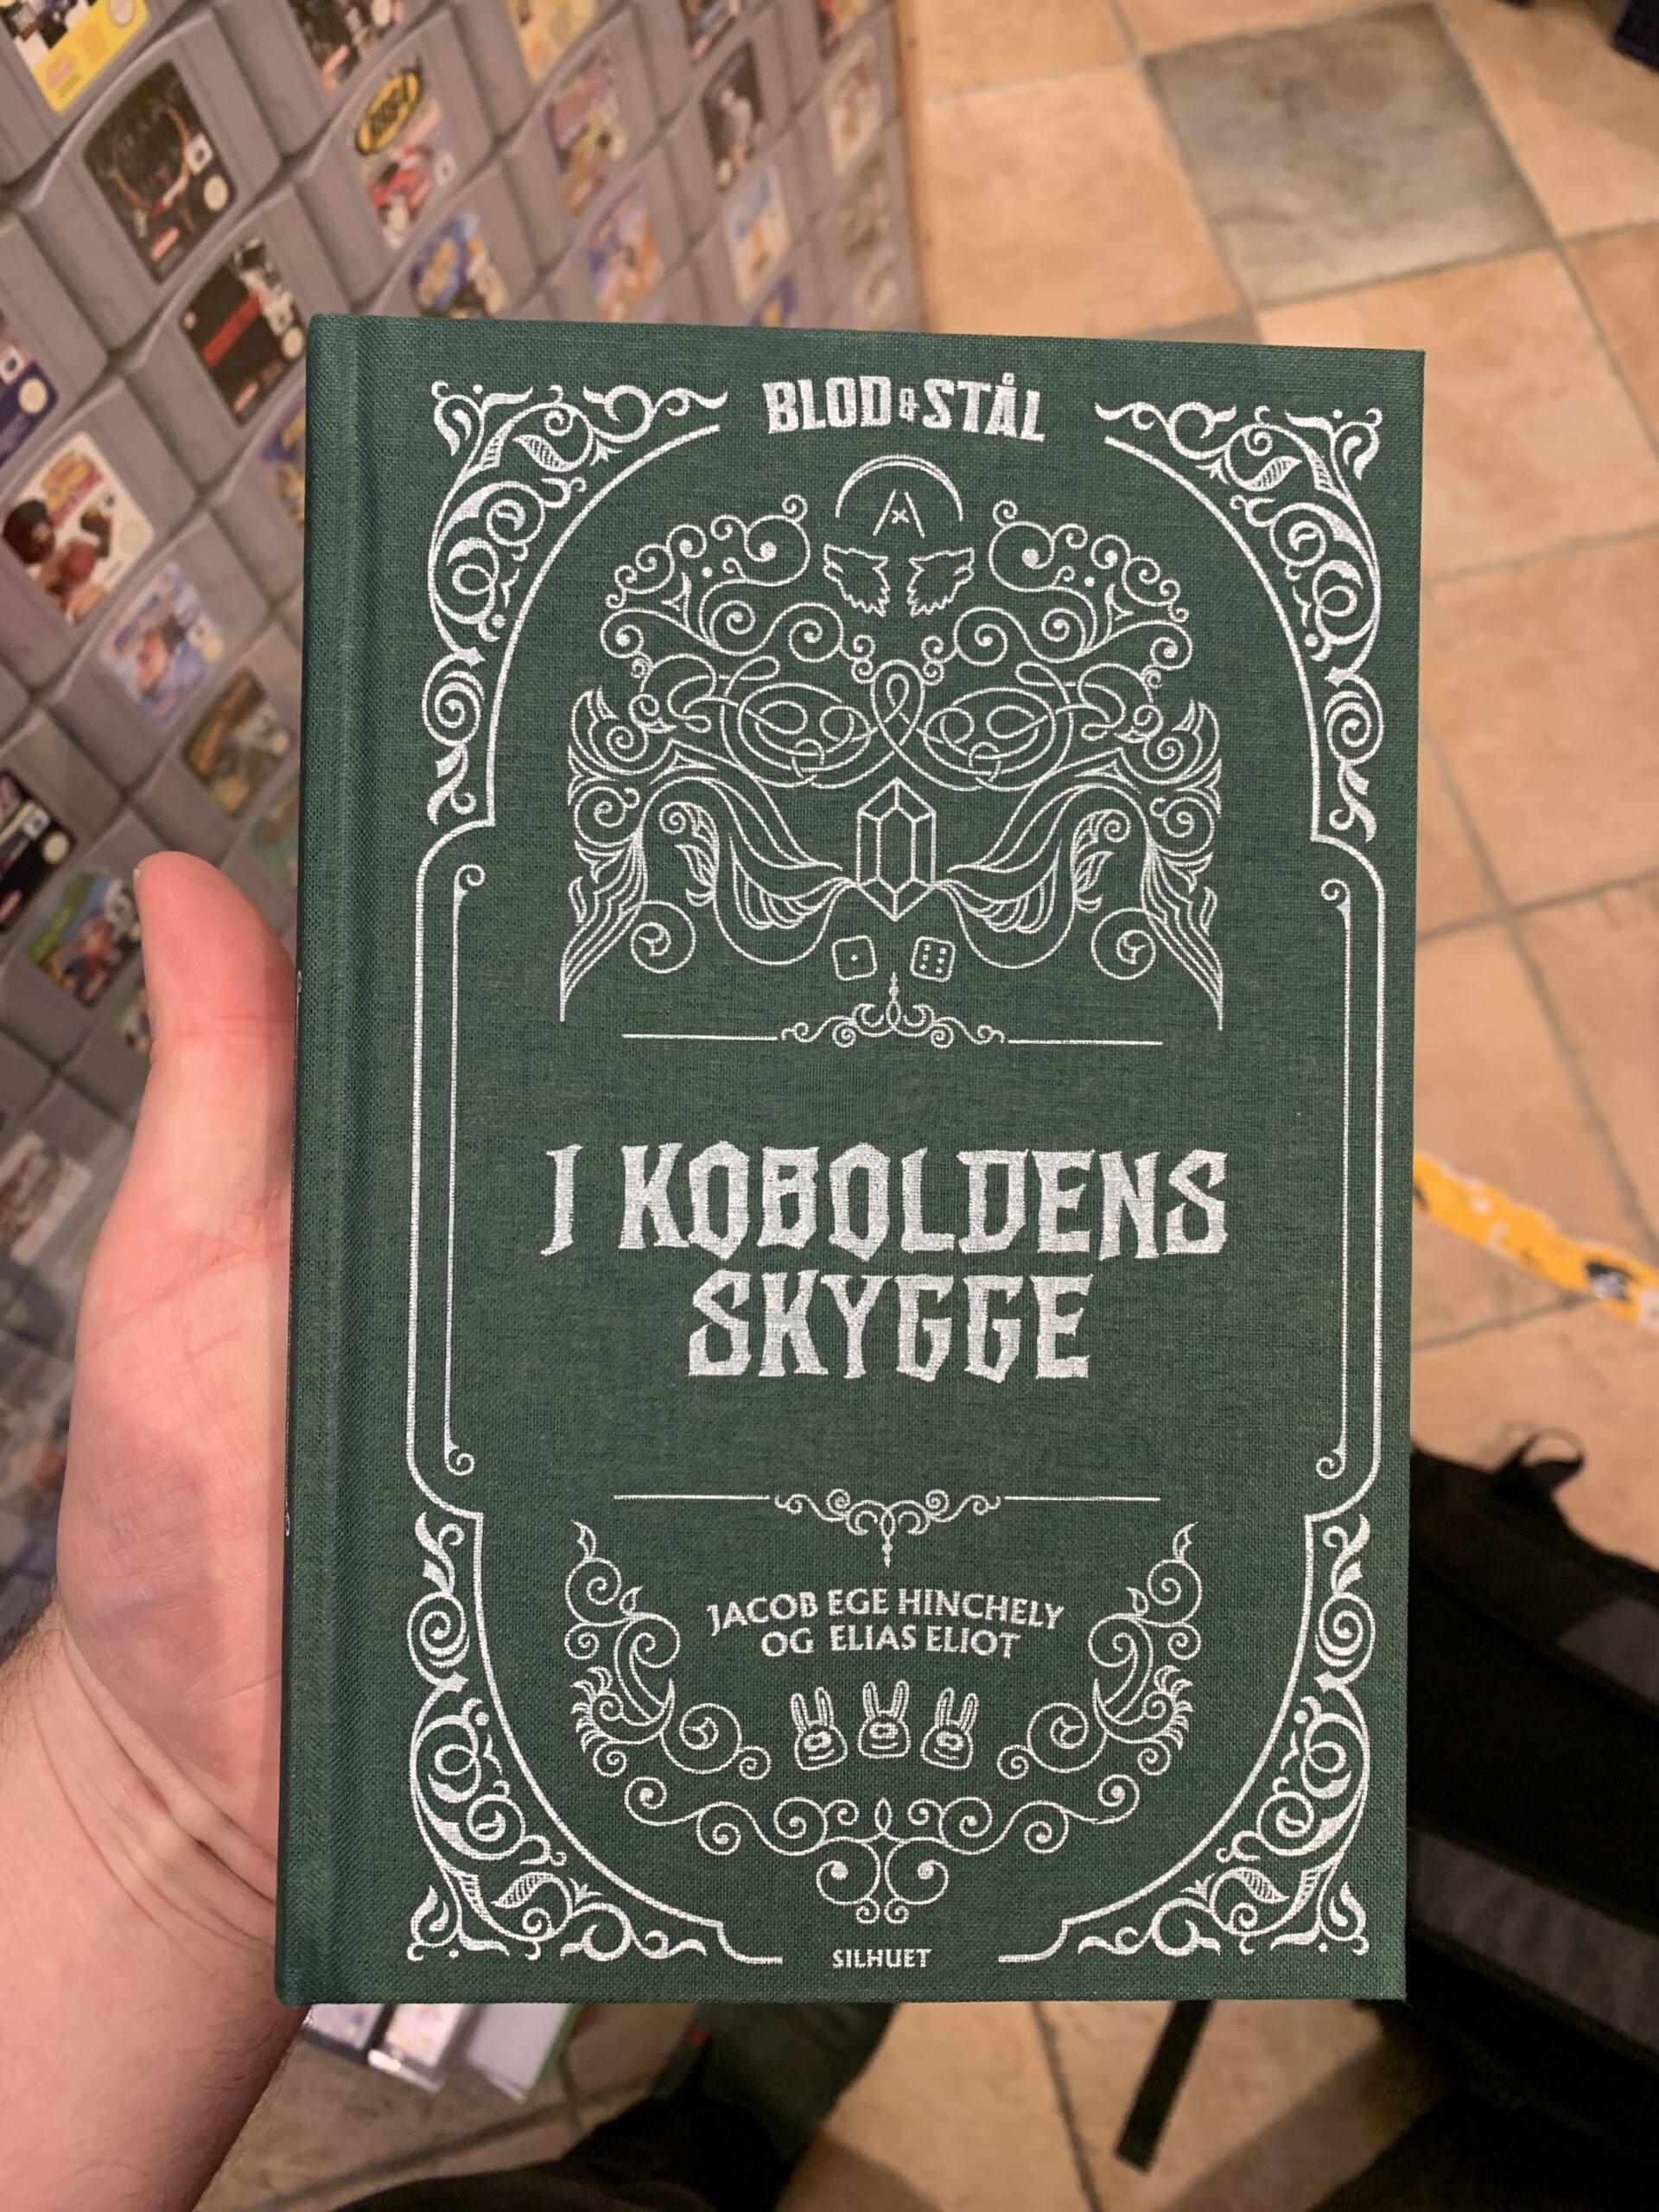 BLOD & STÅL
I KOBOLDENS
SKYGGE
JACOB EGE HINCHELY
OG ELIAS ELIOT
SILHUET